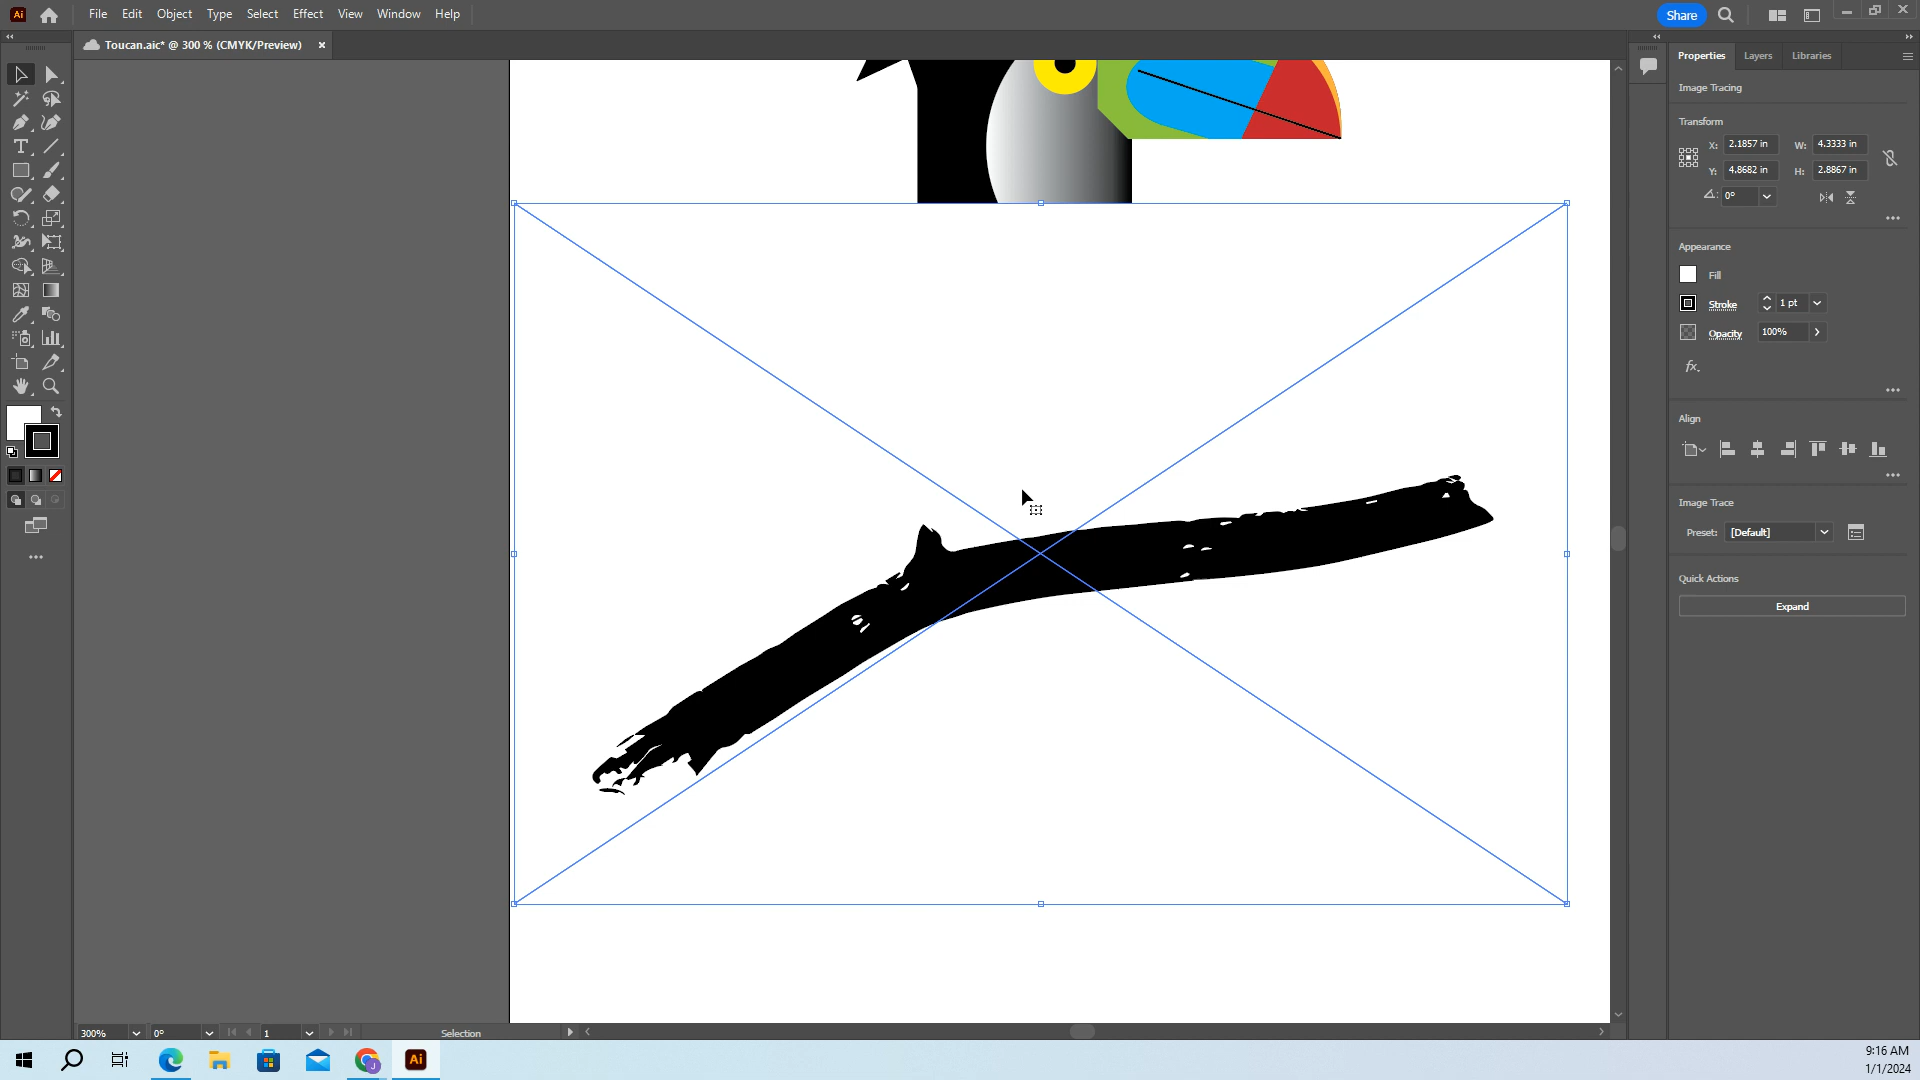 Ai
File Edit Object Type Select Effect View Window Help
Share
Toucan.aic* @ 300 % (CMYK/Preview)
Properties Layers Libraries
Image Tracing
Transform
X: 2.1857 in W: 4.3333 in
Y: 4.8682 in H: 2.8867 in
0°
Appearance
Fill
Stroke 1 pt
Opacity 100%
fx.
Align
Image Trace
Preset: [Default]
Quick Actions
Expand
300% 0° 1 Selection
Ai
J
9:16 AM
1/1/2024